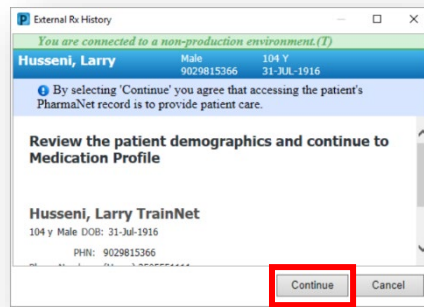 P External Rx History
You are connected to a non-production environment.(T)
Husseni, Larry Male 104 Y
9029815366 31-JUL-1916
By selecting 'Continue' you agree that accessing the patient's
PharmaNet record is to provide patient care.
Review the patient demographics and continue to
Medication Profile
Husseni, Larry TrainNet
104 y Male DOB: 31-Jul-1916
PHN: 9029815366
Continue Cancel